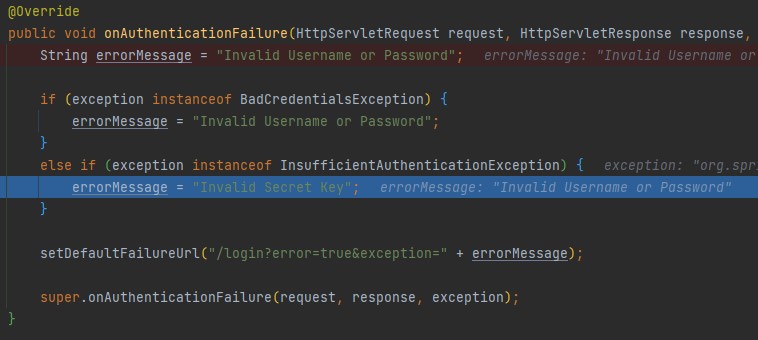 @Override
public void onAuthenticationFailure(HttpServletRequest request, HttpServletResponse response,
String errorMessage = "Invalid Username or Password"; errorMessage: "Invalid Username or
if (exception instanceof BadCredentialsException) {
errorMessage = "Invalid Username or Password";
}
else if (exception instanceof InsufficientAuthenticationException) { exception: "org.spri
errorMessage = "Invalid Secret Key"; errorMessage: "Invalid Username or Password"
}
setDefaultFailureUrl("/login?error=true&exception=" + errorMessage);
super.onAuthenticationFailure(request, response, exception);
}